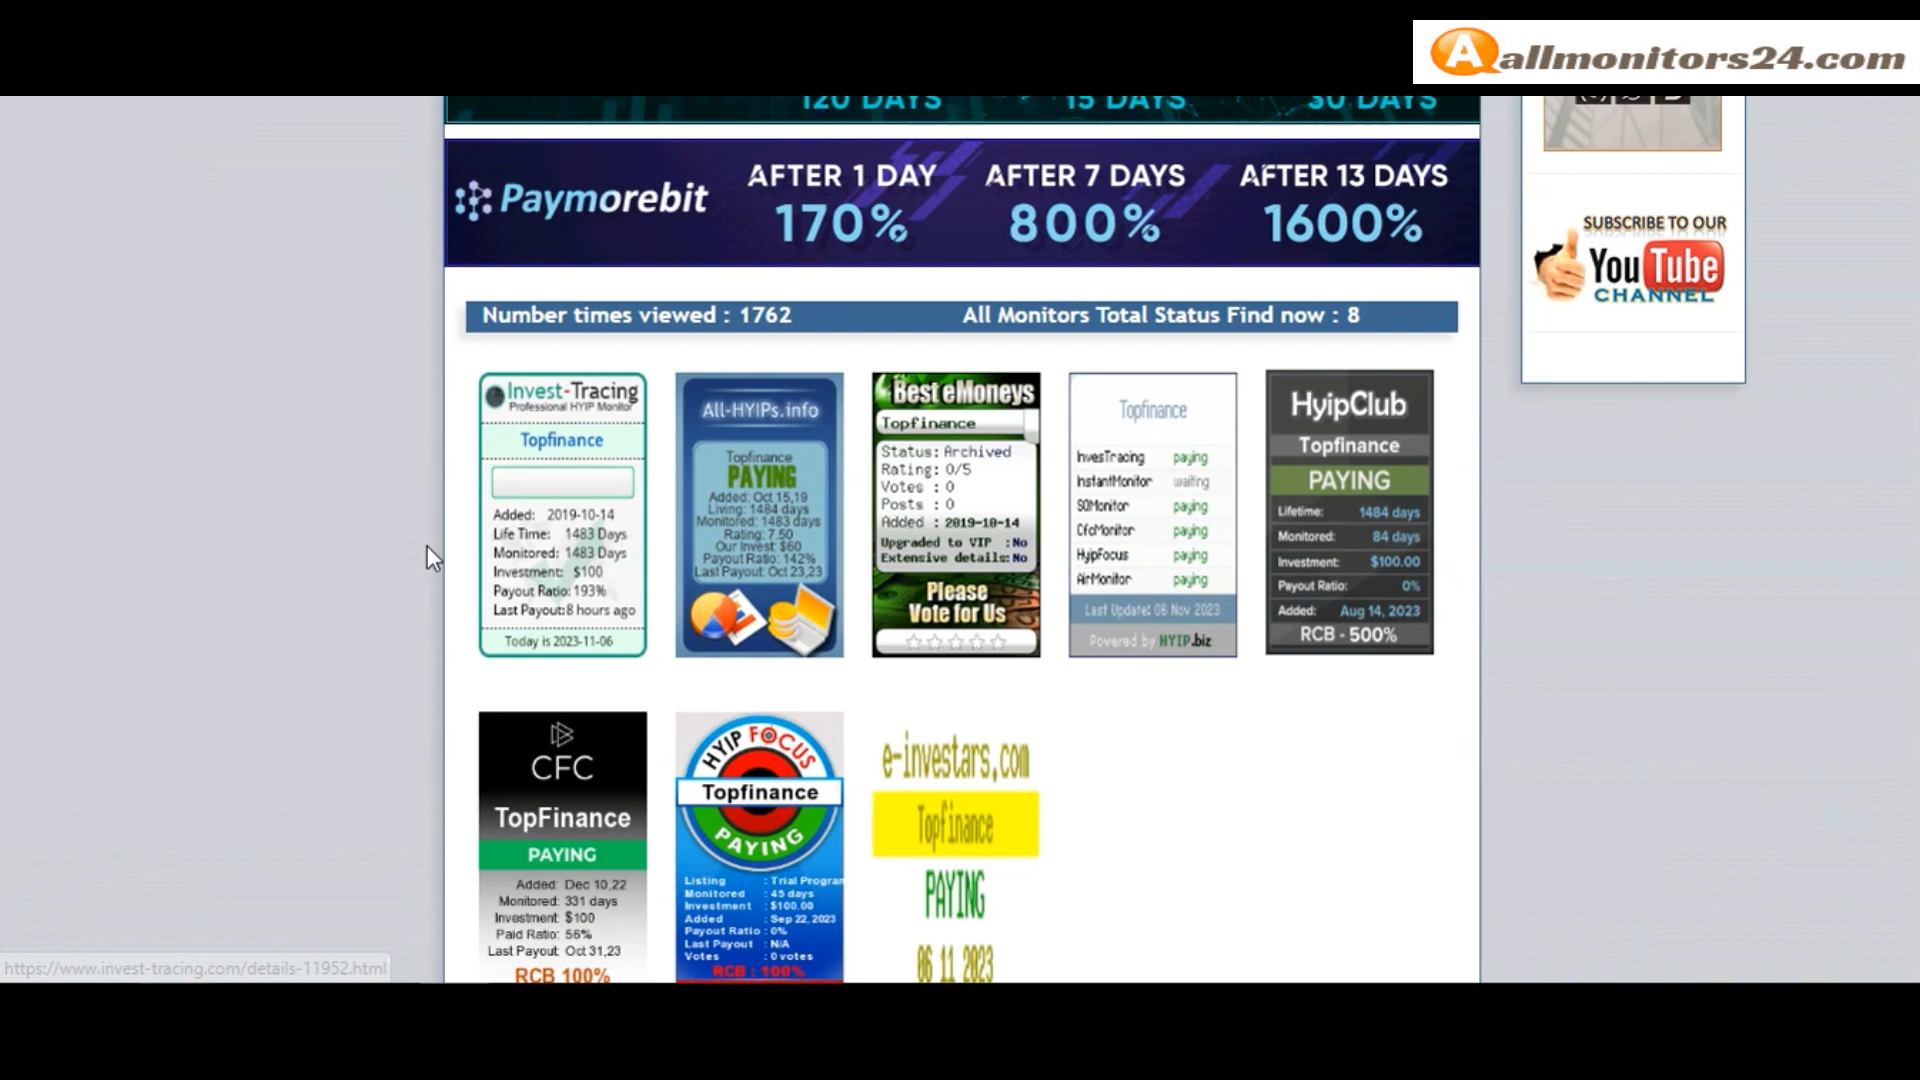 allmonitors24.com
120 DAYS 15 DAYS 30 DAYS
Paymorebit
AFTER 1 DAY AFTER 7 DAYS AFTER 13 DAYS
170% 800% 1600%
SUBSCRIBE TO OUR
YouTube
CHANNEL
Number times viewed : 1762 All Monitors Total Status Find now : 8
Invest-Tracing
Professional HYIP Monitor
Topfinance
Added: 2019-10-14
Life Time: 1483 Days
Monitored: 1483 Days
Investment: $100
Payout Ratio: 193%
Last Payout: 8 hours ago
Today is 2023-11-06
All-HYIPs.info
Topfinance
PAYING
Added: Oct 15,19
Living: 1484 days
Monitored: 1483 days
Rating: 7.50
Our Invest: $60
Payout Ratio: 142%
Last Payout: Oct 23,23
Best eMoneys
Topfinance
Status: Archived
Rating: 0/5
Votes : 0
Posts : 0
Added : 2019-10-14
Upgraded to VIP : No
Extensive details: No
Please
Vote for Us
Topfinance
InvesTracing paying
InstantMonitor waiting
SQMonitor paying
CfcMonitor paying
HyipFocus paying
AirMonitor paying
Last Update: 06 Nov 2023
Powered by HYIP.biz
HyipClub
Topfinance
PAYING
Lifetime: 1484 days
Monitored: 84 days
Investment: $100.00
Payout Ratio: 0%
Added: Aug 14, 2023
RCB - 500%
CFC
TopFinance
PAYING
Added: Dec 10,22
Monitored: 331 days
Investment: $100
Paid Ratio: 56%
Last Payout: Oct 31,23
RCB 100%
HYIP FOCUS
Topfinance
PAYING
Listing : Trial Program
Monitored : 45 days
Investment : $100.00
Added : Sep 22, 2023
Payout Ratio : 0%
Last Payout : N/A
Votes : 0 votes
RCB : 100%
e-investars.com
Topfinance
PAYING
06 11 2023
https://www.invest-tracing.com/details-11952.html